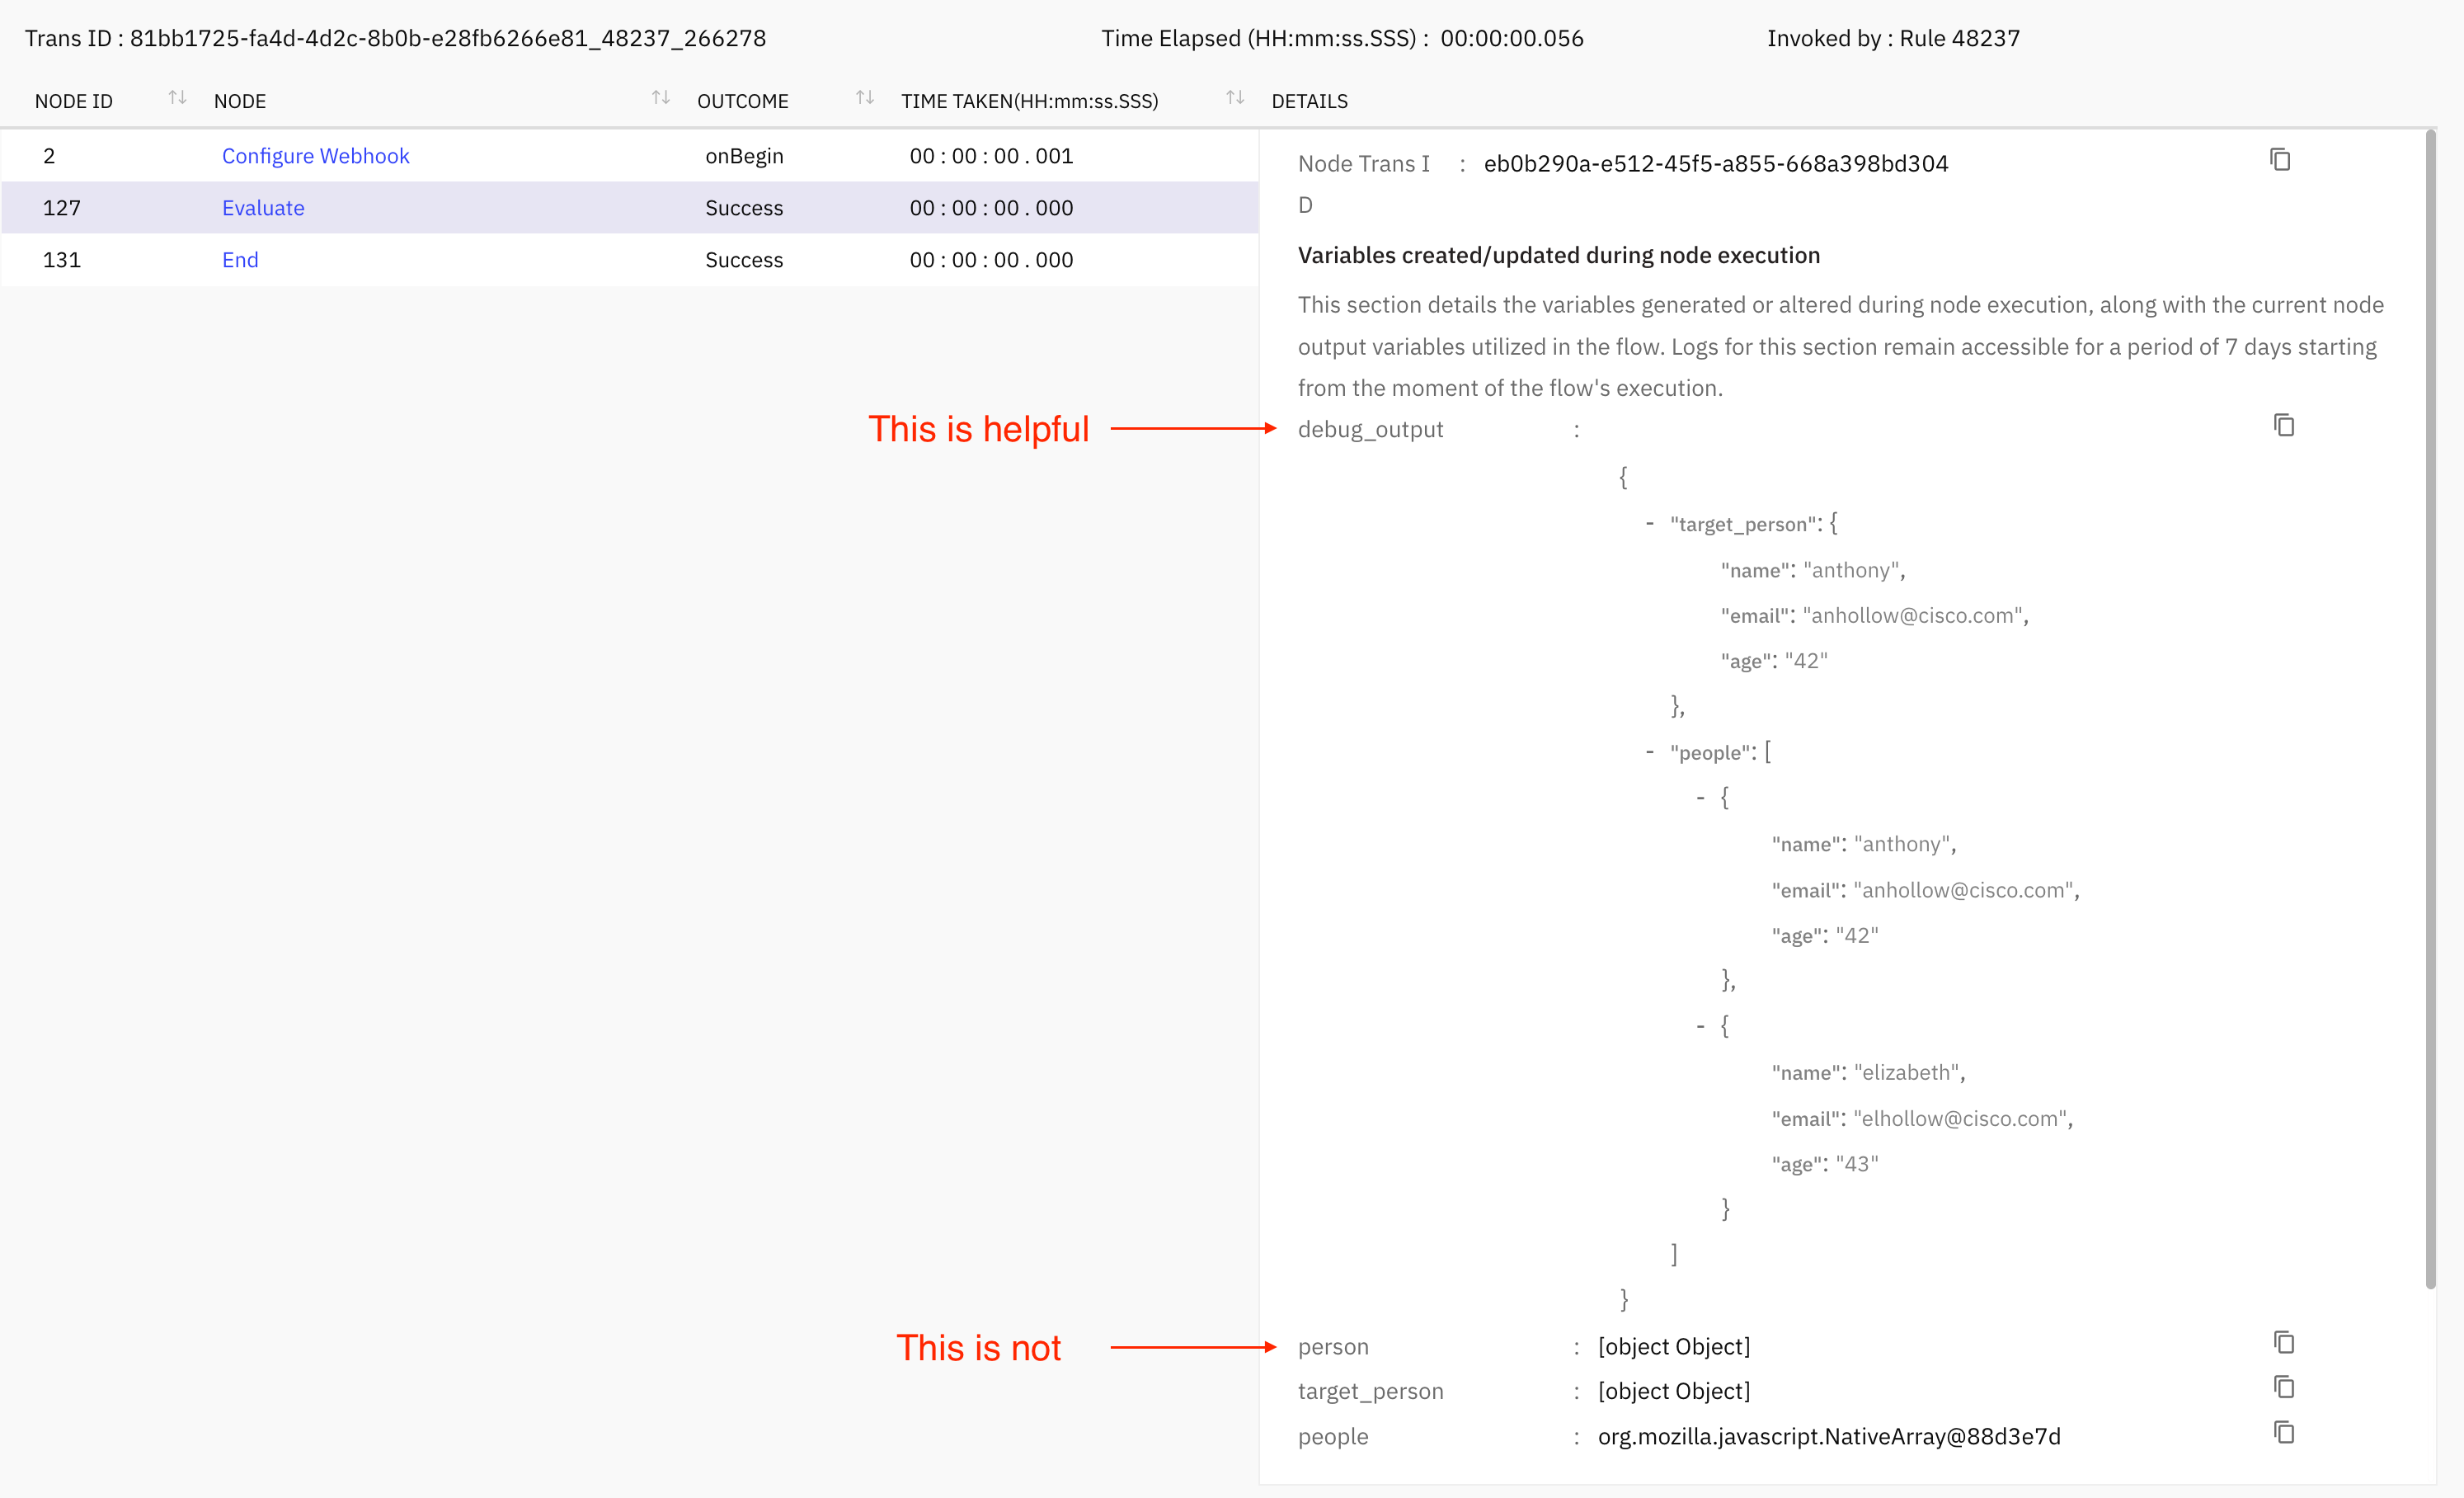 Trans ID : 81bb1725-fa4d-4d2c-8b0b-e28fb6266e81_48237_266278 Time Elapsed (HH:mm:ss.SSS) : 00:00:00.056 Invoked by : Rule 48237
NODE ID NODE OUTCOME TIME TAKEN(HH:mm:ss.SSS) DETAILS
2 Configure Webhook onBegin 00 : 00 : 00 . 001
127 Evaluate Success 00 : 00 : 00 . 000
131 End Success 00 : 00 : 00 . 000
Node Trans I : eb0b290a-e512-45f5-a855-668a398bd304
D
Variables created/updated during node execution
This section details the variables generated or altered during node execution, along with the current node
output variables utilized in the flow. Logs for this section remain accessible for a period of 7 days starting
from the moment of the flow's execution.
This is helpful
debug_output :
{
- "target_person": {
"name": "anthony",
"email": "anhollow@cisco.com",
"age": "42"
},
- "people": [
- {
"name": "anthony",
"email": "anhollow@cisco.com",
"age": "42"
},
- {
"name": "elizabeth",
"email": "elhollow@cisco.com",
"age": "43"
}
]
}
This is not
person : [object Object]
target_person : [object Object]
people : org.mozilla.javascript.NativeArray@88d3e7d